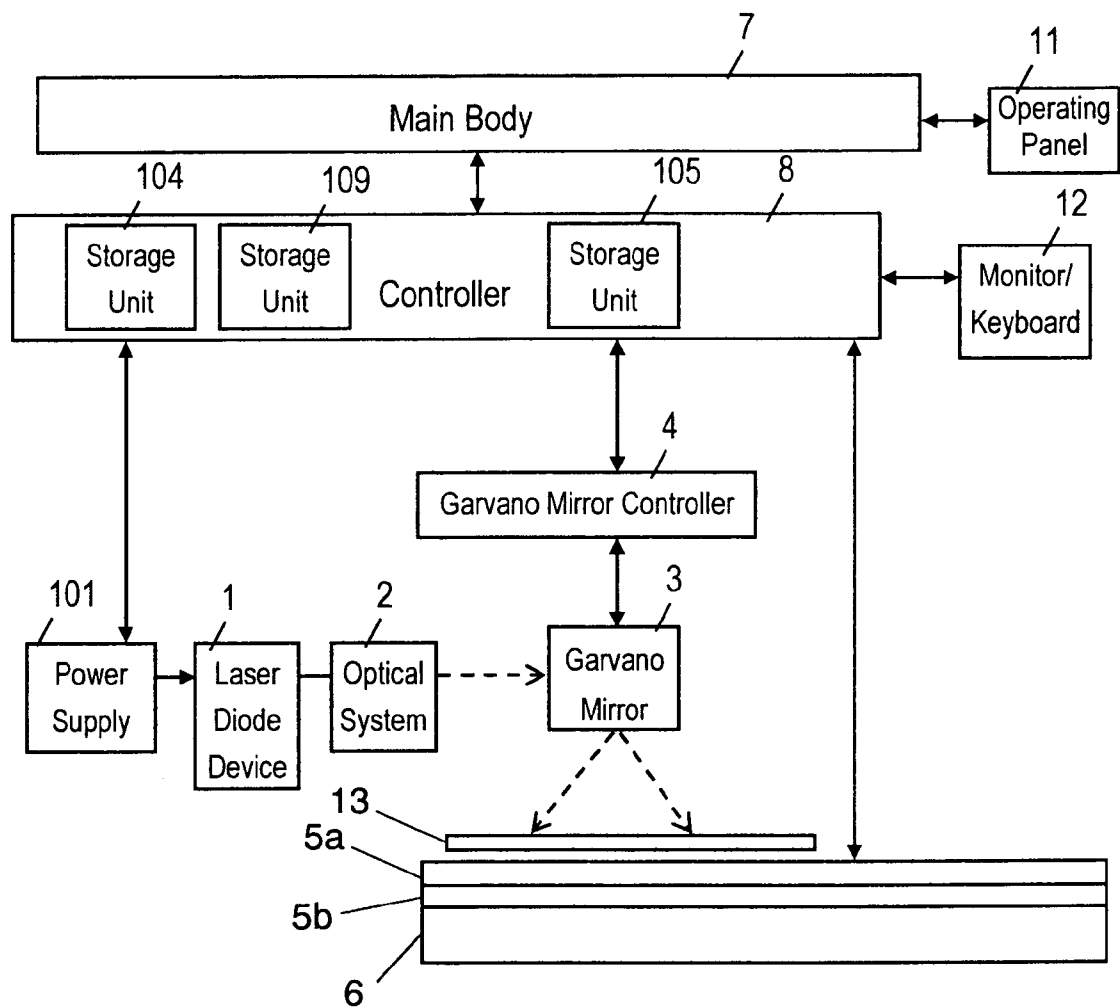 7
11
Main Body
Operating
Panel
104
109
105
8
12
Storage
Unit
Storage
Unit
Controller
Storage
Unit
Monitor/
Keyboard
4
Garvano Mirror Controller
101
1
2
3
Power
Supply
Laser
Diode
Device
Optical
System
Garvano
Mirror
13
5a
5b
6